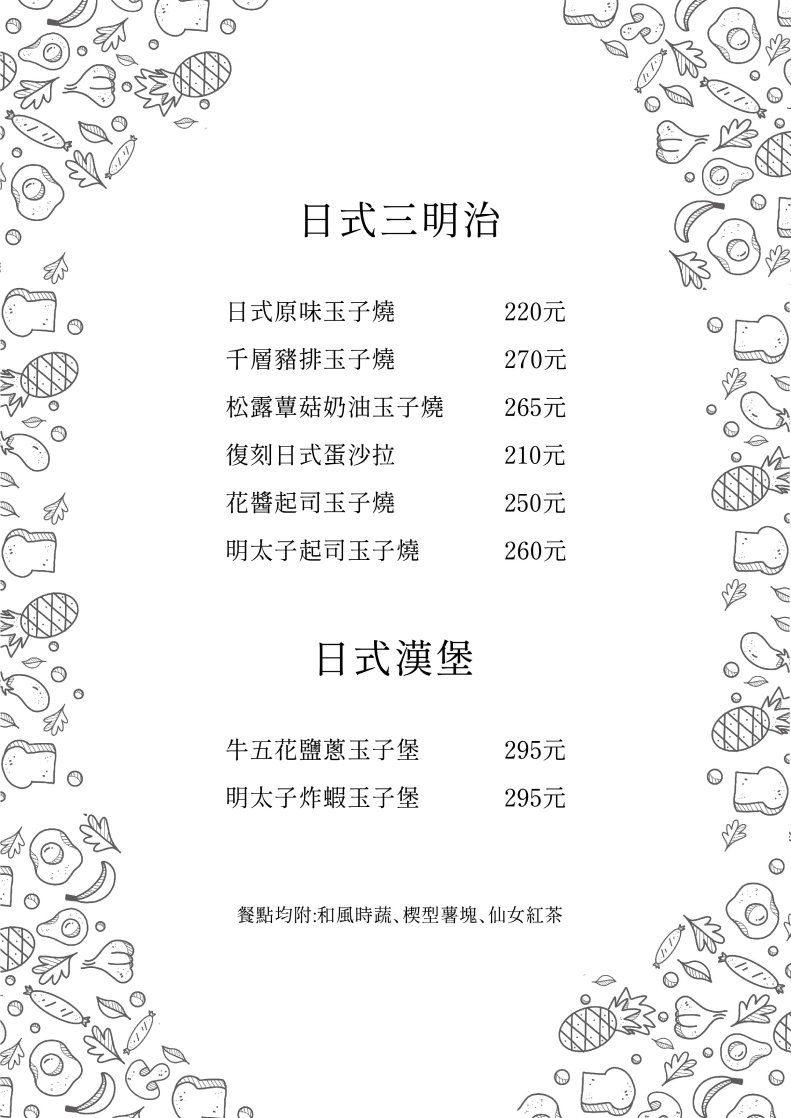 日式三明治
日式原味玉子燒 220元
千層豬排玉子燒 270元
松露蕈菇奶油玉子燒 265元
復刻日式蛋沙拉 210元
花醬起司玉子燒 250元
明太子起司玉子燒 260元
日式漢堡
牛五花鹽蔥玉子堡 295元
明太子炸蝦玉子堡 295元
餐點均附:和風時蔬、楔型薯塊、仙女紅茶